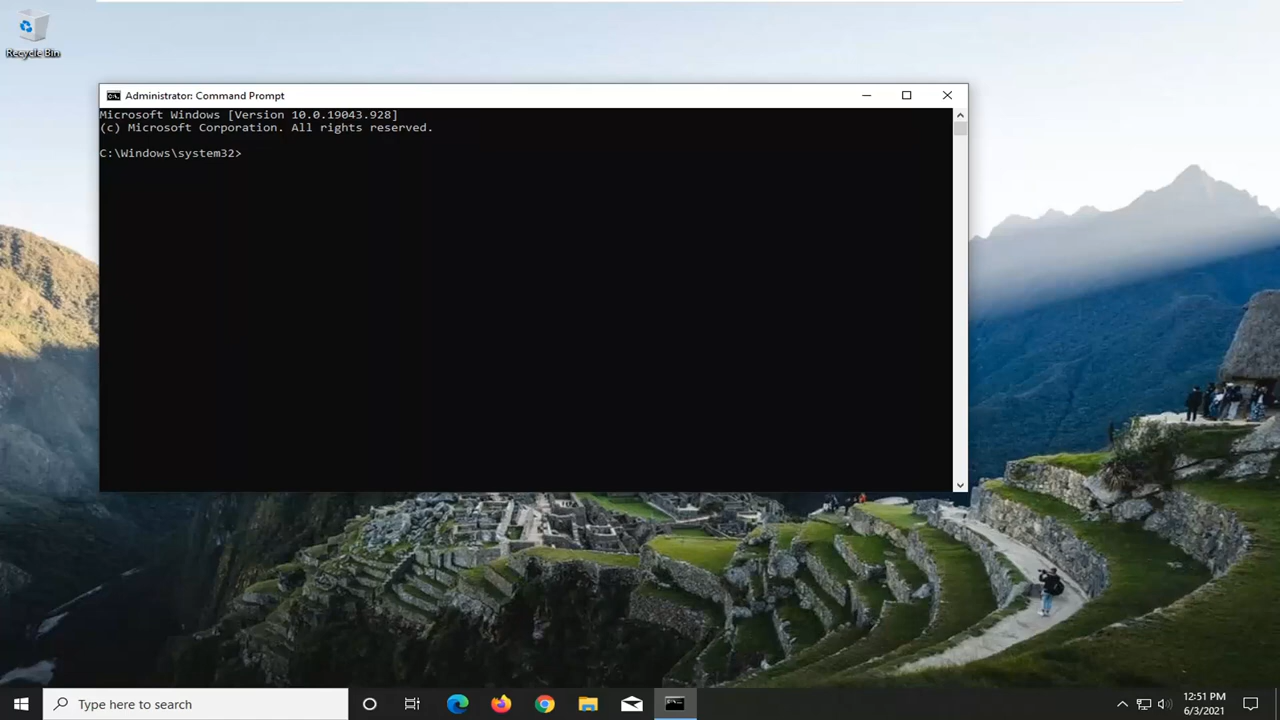 Recycle Bin
Administrator: Command Prompt
Microsoft Windows [Version 10.0.19043.928]
(c) Microsoft Corporation. All rights reserved.
C:\Windows\system32>
Type here to search
12:51 PM
6/3/2021